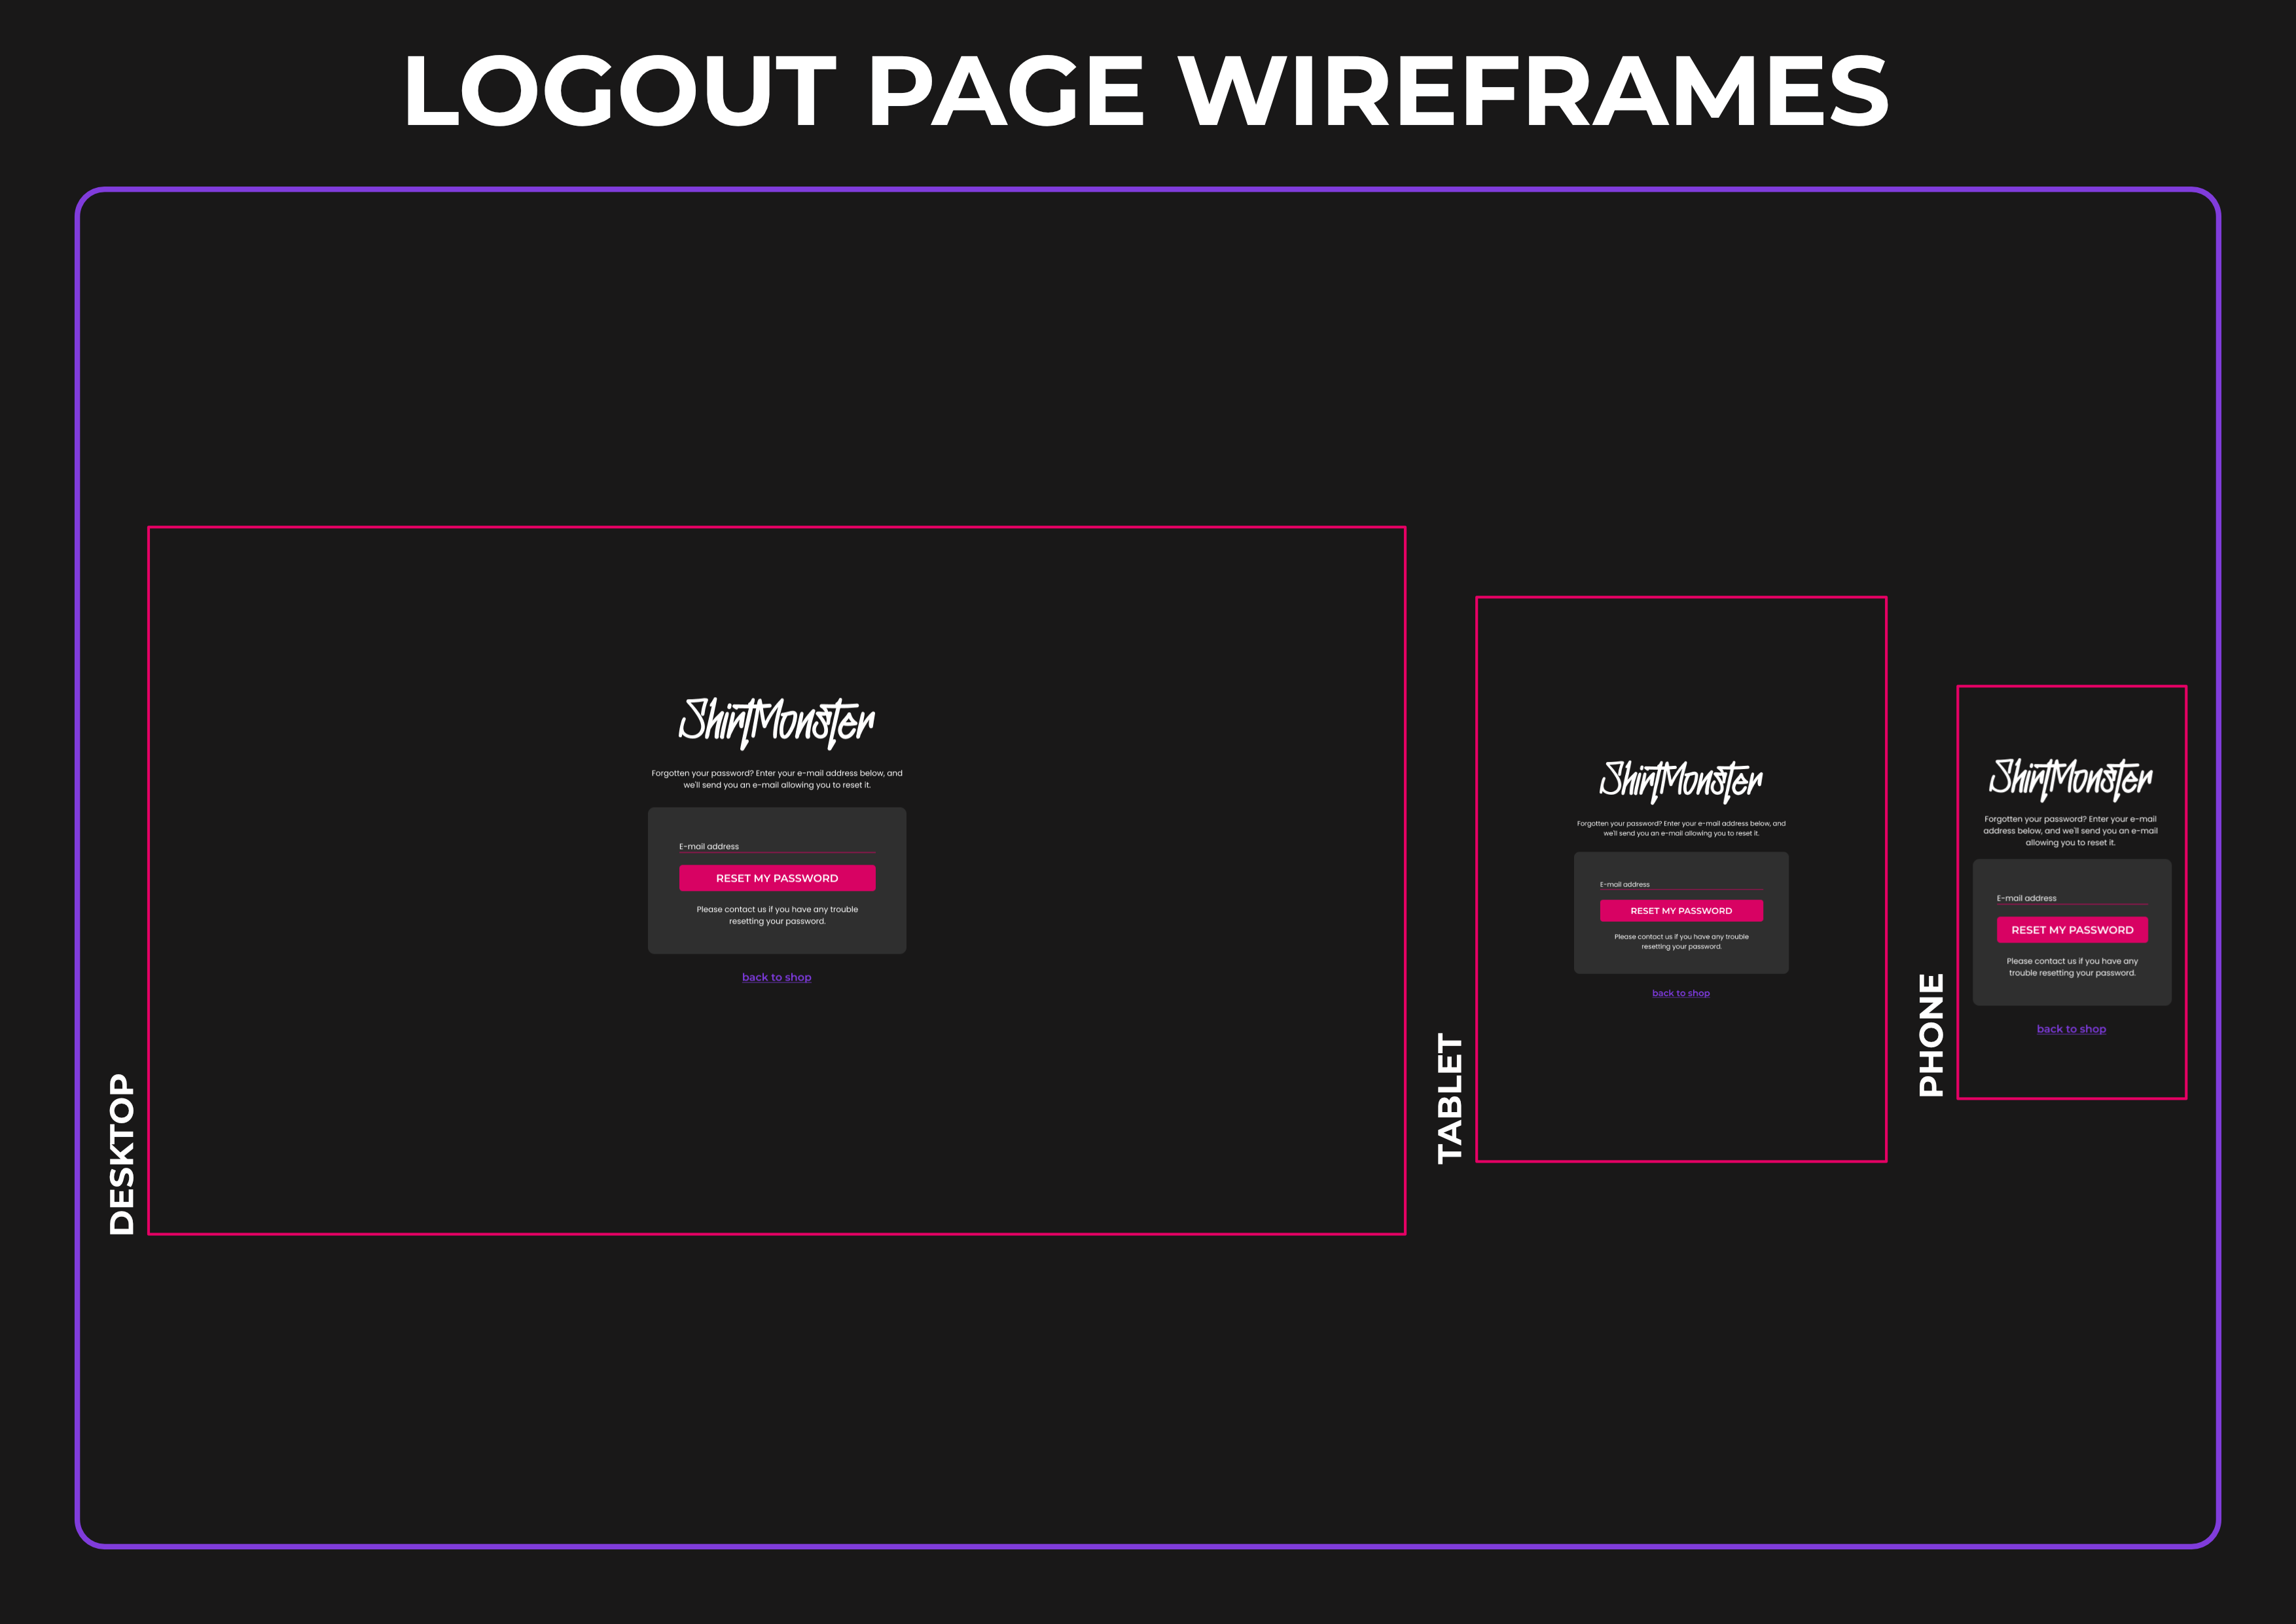 LOGOUT PAGE WIREFRAMES
DESKTOP
ShirtMonster
Forgotten your password? Enter your e-mail address below, and
we'll send you an e-mail allowing you to reset it.
E-mail address
RESET MY PASSWORD
Please contact us if you have any trouble
resetting your password.
back to shop
TABLET
ShirtMonster
Forgotten your password? Enter your e-mail address below, and
we'll send you an e-mail allowing you to reset it.
E-mail address
RESET MY PASSWORD
Please contact us if you have any trouble
resetting your password.
back to shop
PHONE
ShirtMonster
Forgotten your password? Enter your e-mail
address below, and we'll send you an e-mail
allowing you to reset it.
E-mail address
RESET MY PASSWORD
Please contact us if you have any
trouble resetting your password.
back to shop